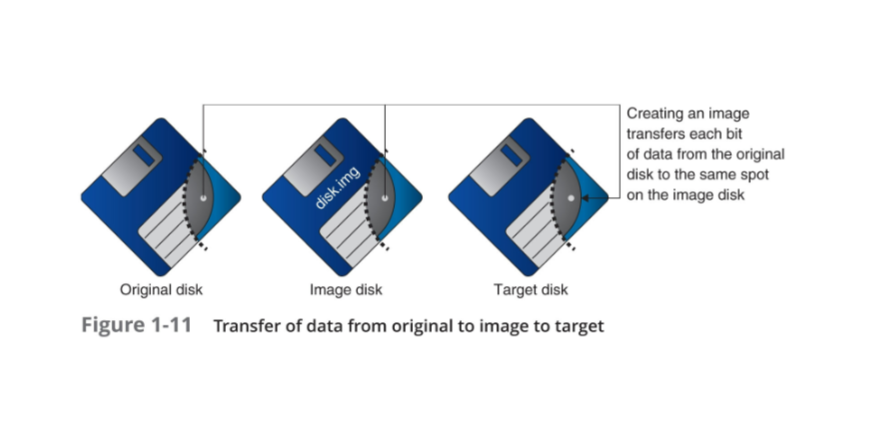 Creating an image
transfers each bit
of data from the original
disk to the same spot
on the image disk
disk.img
Original disk
Image disk
Target disk
Figure 1-11 Transfer of data from original to image to target